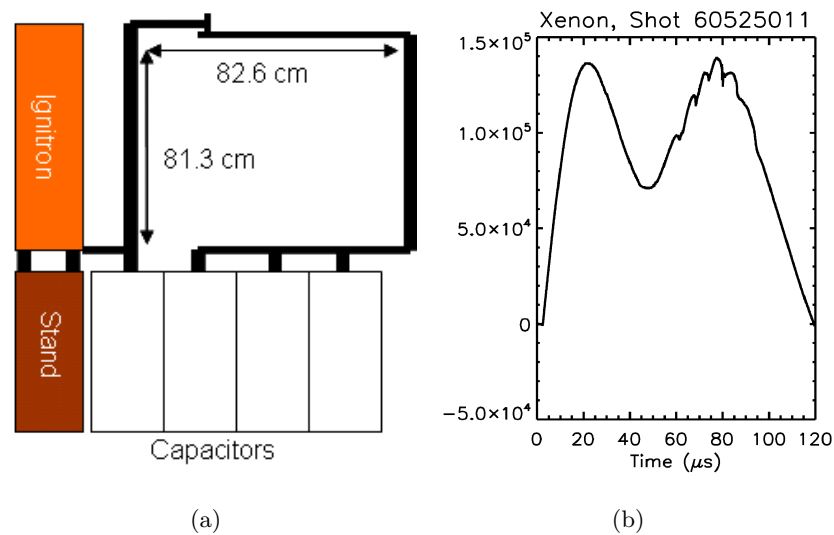 Ignitron
82.6 cm
81.3 cm
Stand
Capacitors
(a)
Xenon, Shot 60525011
1.5×10⁵
1.0×10⁵
5.0×10⁴
0
−5.0×10⁴
0 20 40 60 80 100 120
Time (μs)
(b)